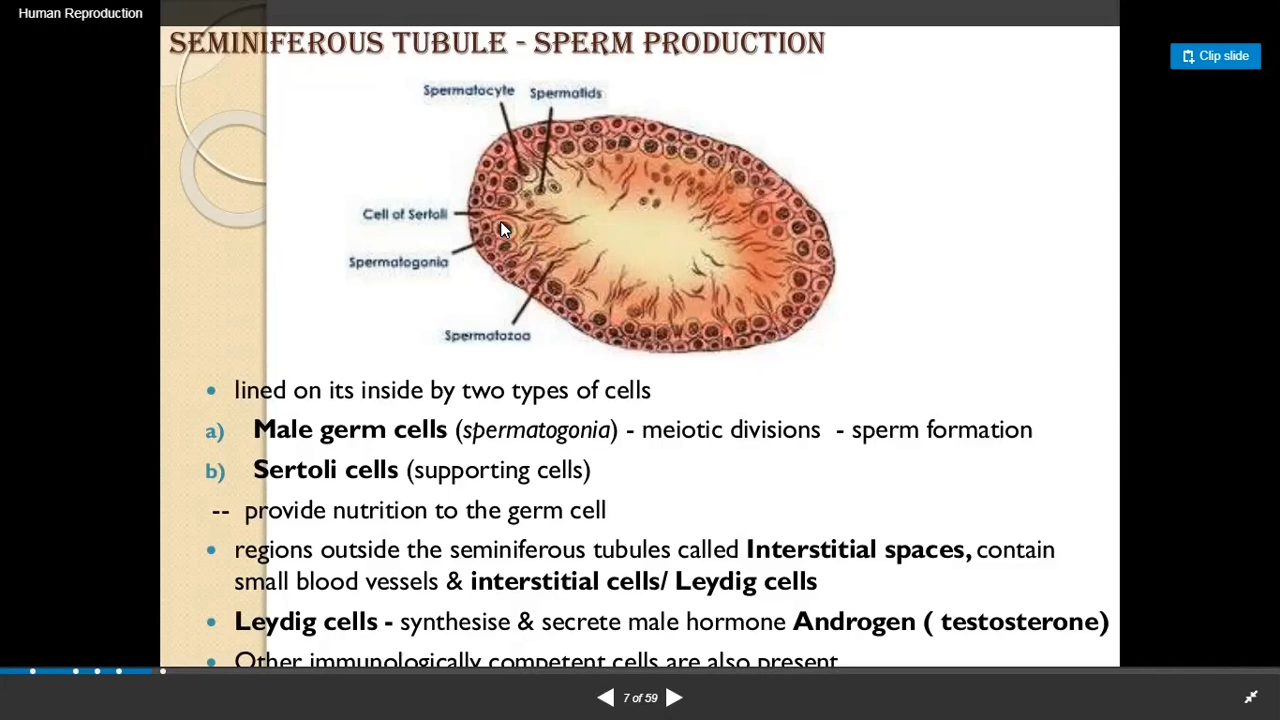 Human Reproduction
SEMINIFEROUS TUBULE - SPERM PRODUCTION
Clip slide
Spermatocyte Spermatids
Cell of Sertoli
Spermatogonia
Spermatozoa
• lined on its inside by two types of cells
a) Male germ cells (spermatogonia) - meiotic divisions - sperm formation
b) Sertoli cells (supporting cells)
-- provide nutrition to the germ cell
• regions outside the seminiferous tubules called Interstitial spaces, contain
small blood vessels & interstitial cells/ Leydig cells
• Leydig cells - synthesise & secrete male hormone Androgen ( testosterone)
• Other immunologically competent cells are also present
7 of 59